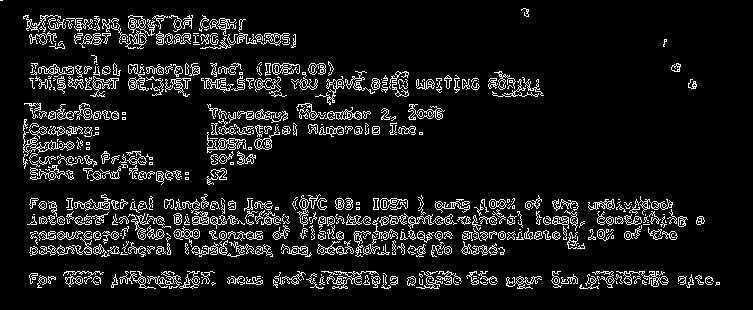 LIGHTENING BOLT OF CASH!
HOT, FAST AND SOARING UPWARDS!
Industrial Minerals Inc. (IDSM.OB)
THIS MIGHT BE JUST THE STOCK YOU HAVE BEEN WAITING FOR!!!
Trade Date: Thursday, November 2, 2006
Company: Industrial Minerals Inc.
Symbol: IDSM.OB
Current Price: $0.34
Short Term Target: $2
For Industrial Minerals Inc. (OTC BB: IDSM ) owns 100% of the undivided
interest in the Bissett Creek Graphite patented mineral lease, containing a
resource of 640,000 tonnes of flake graphite or approximately 10% of the
patented mineral lease that has been drilled to date.
For more information, news and financials please see your own brokerage site.